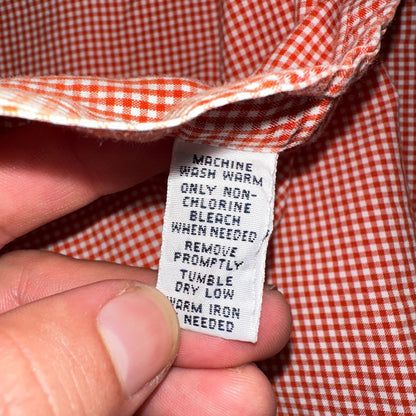 MACHINE
WASH WARM
ONLY NON-
CHLORINE
BLEACH
WHEN NEEDED
REMOVE
PROMPTLY
TUMBLE
DRY LOW
WARM IRON
NEEDED